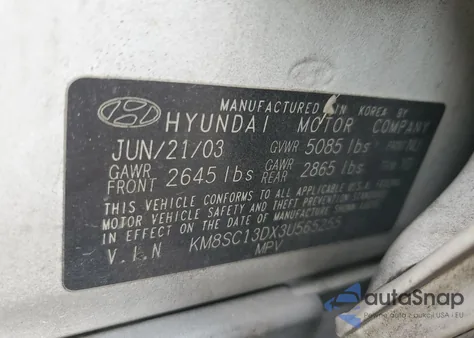 MANUFACTURED IN KOREA BY
HYUNDAI MOTOR COMPANY
JUN/21/03 GVWR 5085 lbs
GAWR FRONT 2645 lbs GAWR REAR 2865 lbs
THIS VEHICLE CONFORMS TO ALL APPLICABLE U.S. FEDERAL
MOTOR VEHICLE SAFETY AND THEFT PREVENTION STANDARDS
IN EFFECT ON THE DATE OF MANUFACTURE SHOWN ABOVE.
V.I.N KM8SC13DX3U565255
MPV
autaSnap